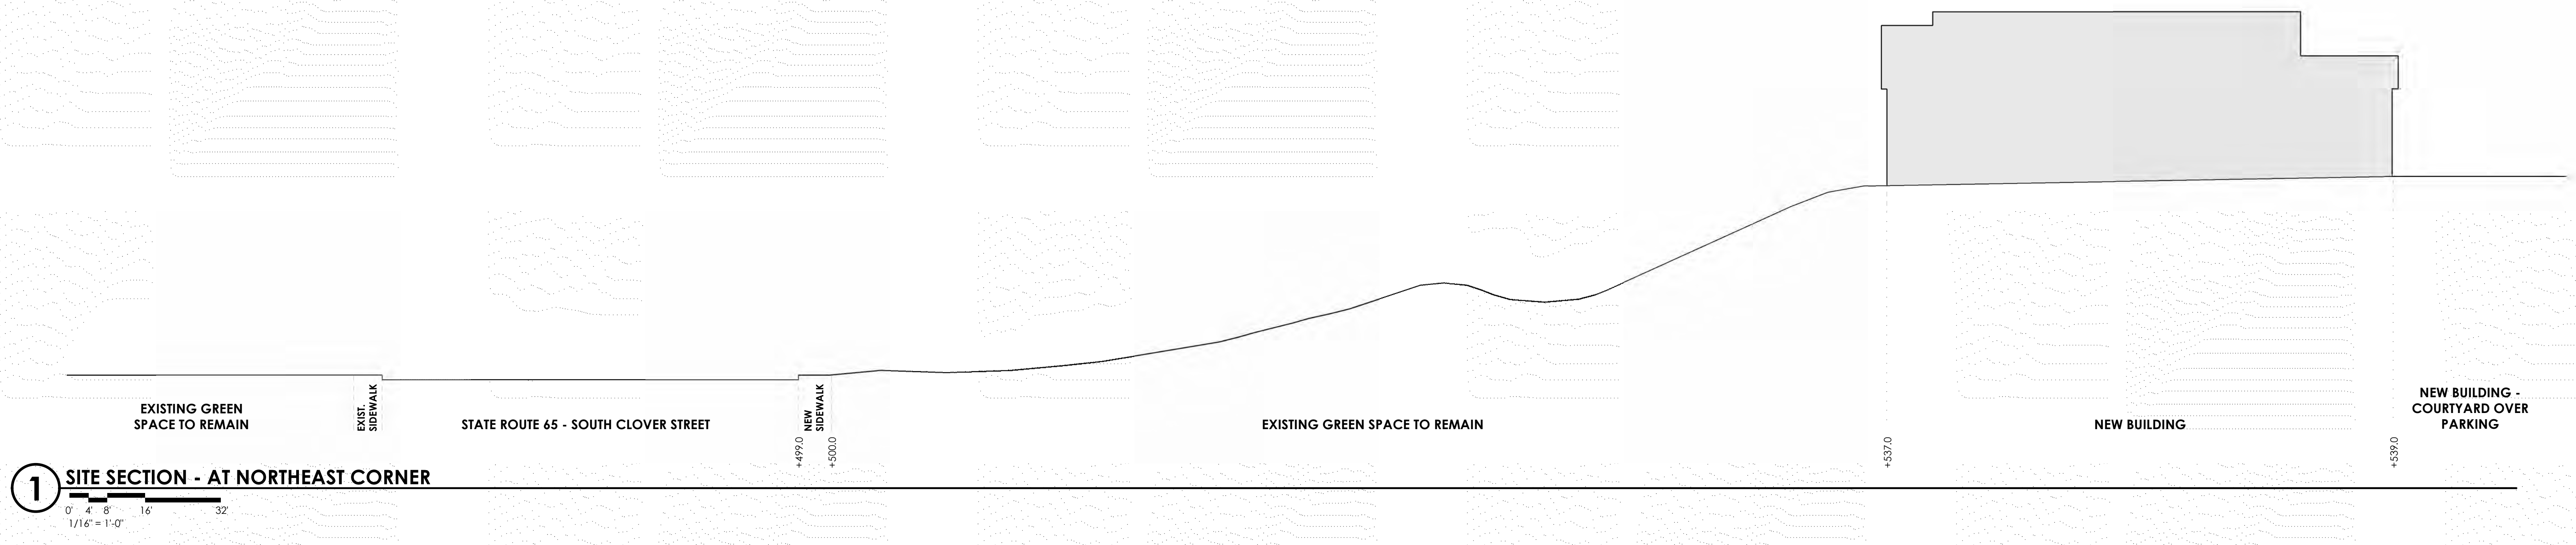 EXISTING GREEN
SPACE TO REMAIN
EXIST.
SIDEWALK
STATE ROUTE 65 - SOUTH CLOVER STREET
NEW
SIDEWALK
+499.0
+500.0
EXISTING GREEN SPACE TO REMAIN
+537.0
NEW BUILDING
+539.0
NEW BUILDING -
COURTYARD OVER
PARKING
1
SITE SECTION - AT NORTHEAST CORNER
0' 4' 8' 16' 32'
1/16" = 1'-0"